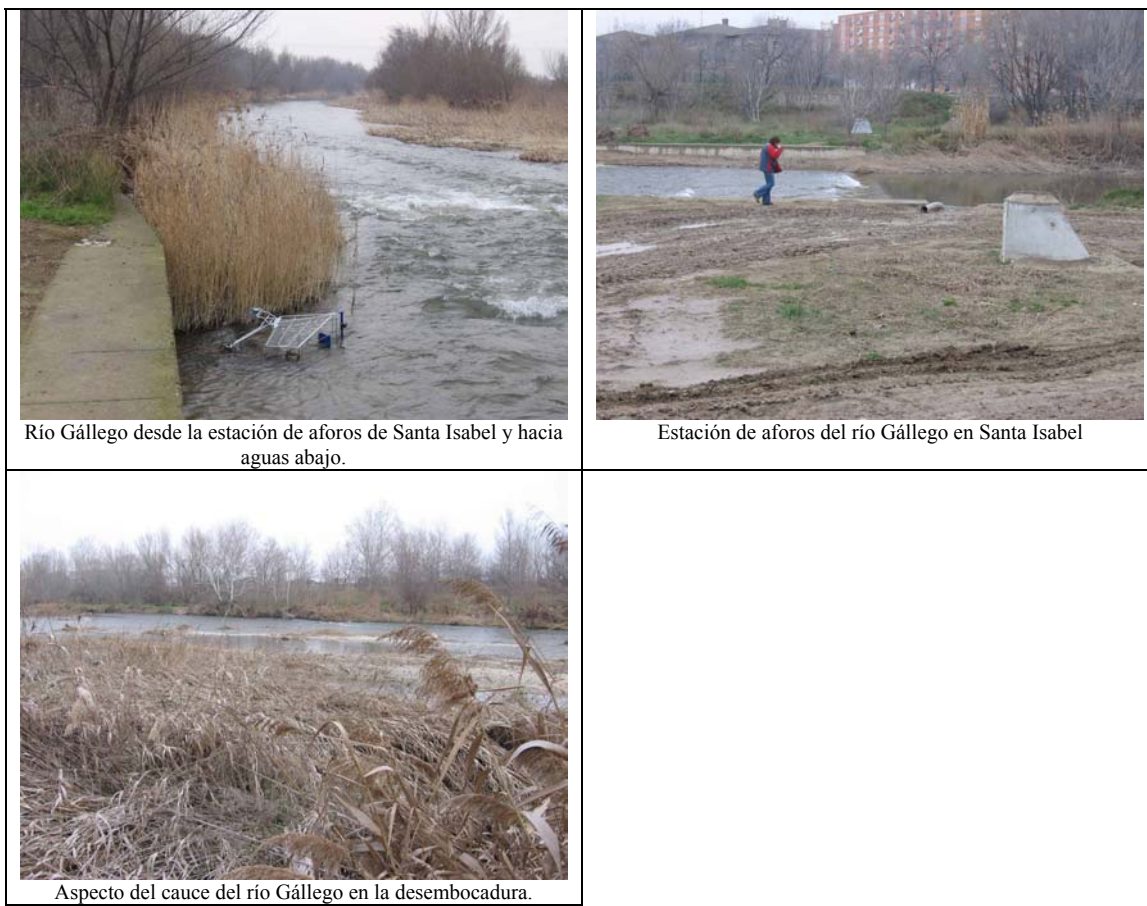 Río Gállego desde la estación de aforos de Santa Isabel y hacia
aguas abajo.
Estación de aforos del río Gállego en Santa Isabel
Aspecto del cauce del río Gállego en la desembocadura.